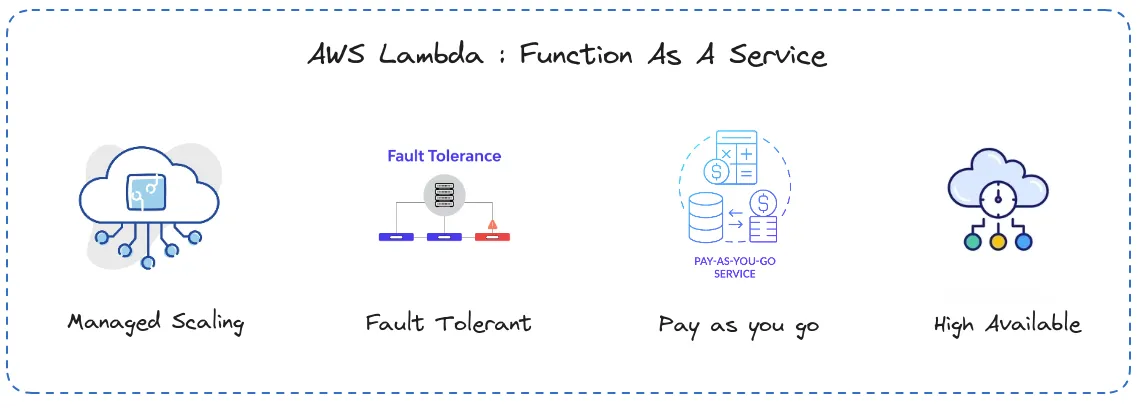 AWS Lambda : Function As A Service
Fault Tolerance
PAY-AS-YOU-GO
SERVICE
Managed Scaling
Fault Tolerant
Pay as you go
High Available